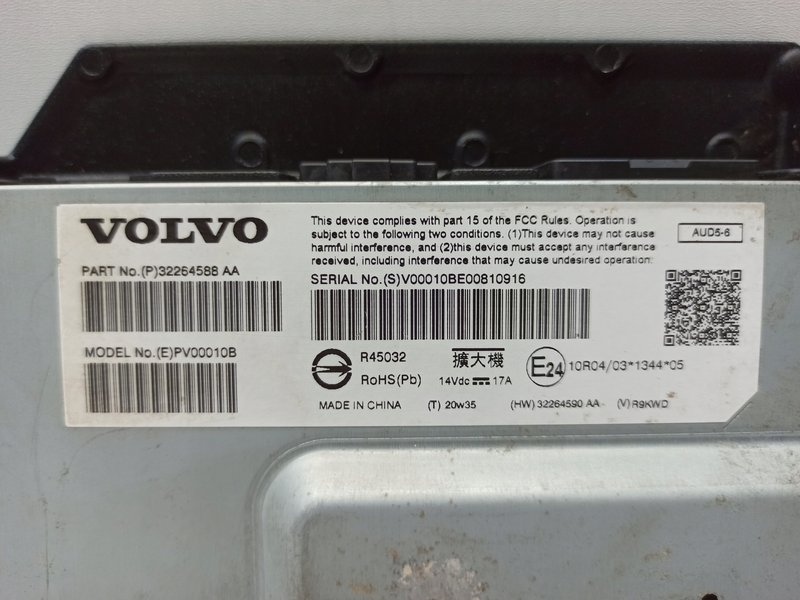 VOLVO
This device complies with part 15 of the FCC Rules. Operation is
subject to the following two conditions. (1)This device may not cause
harmful interference, and (2)this device must accept any interference
received, including interference that may cause undesired operation.
AUD5-6
PART No.(P)32264588 AA
SERIAL No.(S)V00010BE00810916
MODEL No.(E)PV00010B
R45032
RoHS(Pb)
擴大機
14Vdc 17A
E24
10R04/03*1344*05
MADE IN CHINA
(T) 20w35
(HW) 32264590 AA
(V)R9KWD